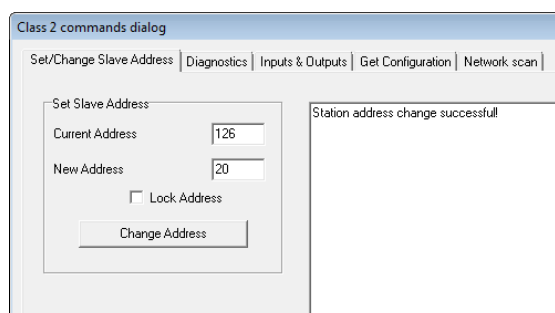 Class 2 commands dialog
Set/Change Slave Address Diagnostics Inputs & Outputs Get Configuration Network scan
Set Slave Address
Current Address 126
New Address 20
Lock Address
Change Address
Station address change successful!